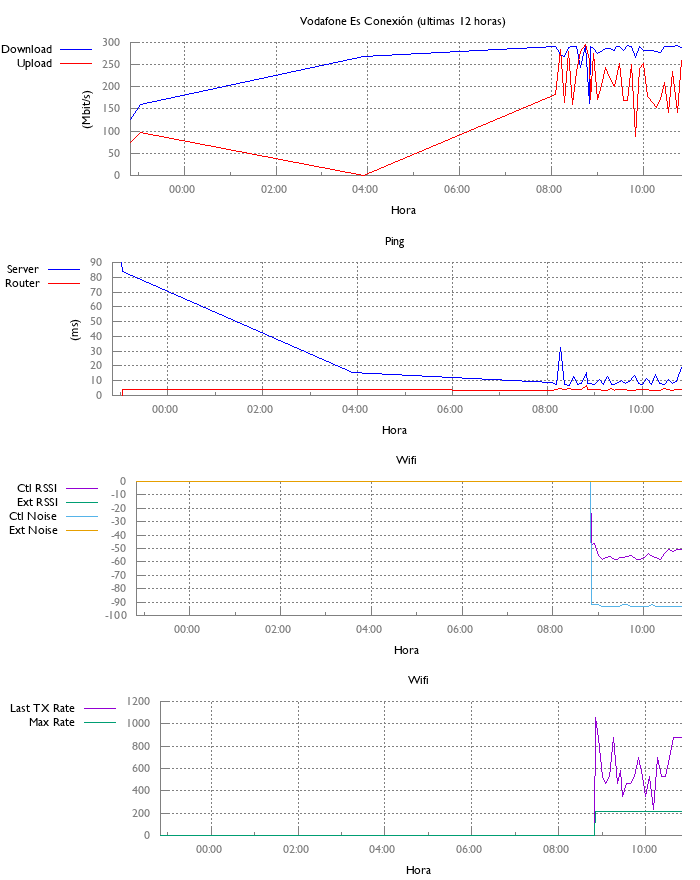 Vodafone Es Conexión (ultimas 12 horas)
Download
Upload
300
250
200
150
100
50
0
(Mbit/s)
00:00 02:00 04:00 06:00 08:00 10:00
Hora
Ping
Server
Router
90
80
70
60
50
40
30
20
10
0
(ms)
00:00 02:00 04:00 06:00 08:00 10:00
Hora
Wifi
Ctl RSSI
Ext RSSI
Ctl Noise
Ext Noise
0
-10
-20
-30
-40
-50
-60
-70
-80
-90
-100
00:00 02:00 04:00 06:00 08:00 10:00
Hora
Wifi
Last TX Rate
Max Rate
1200
1000
800
600
400
200
0
00:00 02:00 04:00 06:00 08:00 10:00
Hora